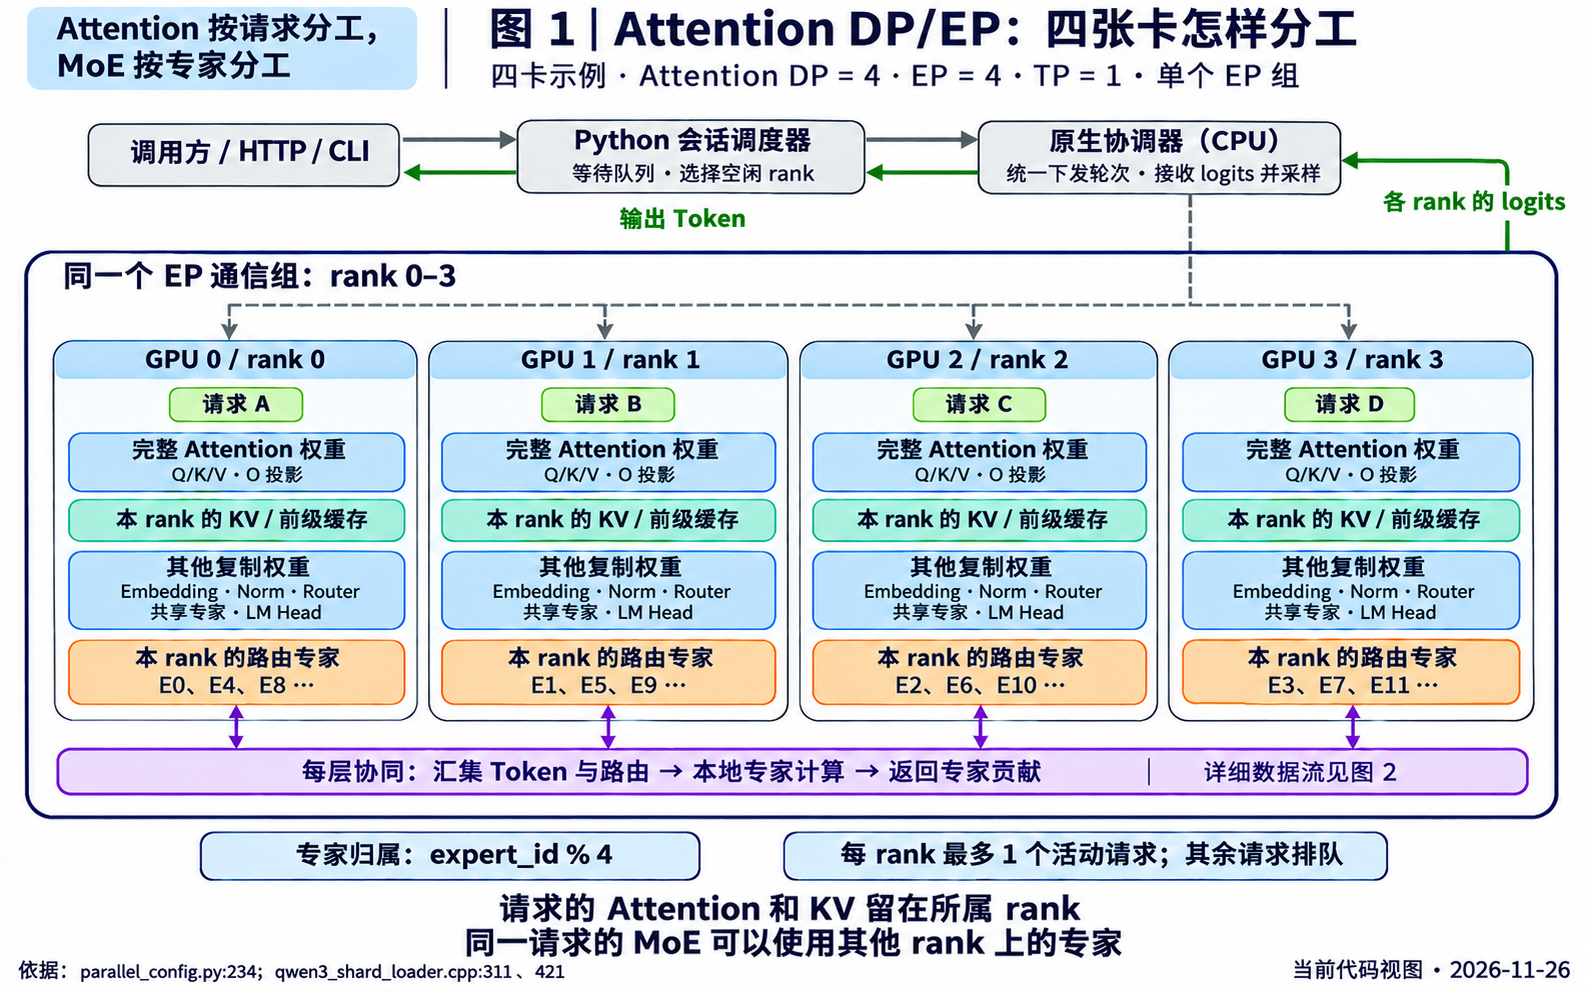 Attention 按请求分工，
MoE 按专家分工
图 1 | Attention DP/EP：四张卡怎样分工
四卡示例 · Attention DP = 4 · EP = 4 · TP = 1 · 单个 EP 组
调用方 / HTTP / CLI
Python 会话调度器
等待队列 · 选择空闲 rank
原生协调器（CPU）
统一下发轮次 · 接收 logits 并采样
输出 Token
各 rank 的 logits
同一个 EP 通信组：rank 0–3
GPU 0 / rank 0
请求 A
完整 Attention 权重
Q/K/V · O 投影
本 rank 的 KV / 前级缓存
其他复制权重
Embedding · Norm · Router
共享专家 · LM Head
本 rank 的路由专家
E0、E4、E8 ···
GPU 1 / rank 1
请求 B
完整 Attention 权重
Q/K/V · O 投影
本 rank 的 KV / 前级缓存
其他复制权重
Embedding · Norm · Router
共享专家 · LM Head
本 rank 的路由专家
E1、E5、E9 ···
GPU 2 / rank 2
请求 C
完整 Attention 权重
Q/K/V · O 投影
本 rank 的 KV / 前级缓存
其他复制权重
Embedding · Norm · Router
共享专家 · LM Head
本 rank 的路由专家
E2、E6、E10 ···
GPU 3 / rank 3
请求 D
完整 Attention 权重
Q/K/V · O 投影
本 rank 的 KV / 前级缓存
其他复制权重
Embedding · Norm · Router
共享专家 · LM Head
本 rank 的路由专家
E3、E7、E11 ···
每层协同：汇集 Token 与路由 → 本地专家计算 → 返回专家贡献 | 详细数据流见图 2
专家归属：expert_id % 4
每 rank 最多 1 个活动请求；其余请求排队
请求的 Attention 和 KV 留在所属 rank
同一请求的 MoE 可以使用其他 rank 上的专家
依据：parallel_config.py:234；qwen3_shard_loader.cpp:311、421
当前代码视图 · 2026-11-26